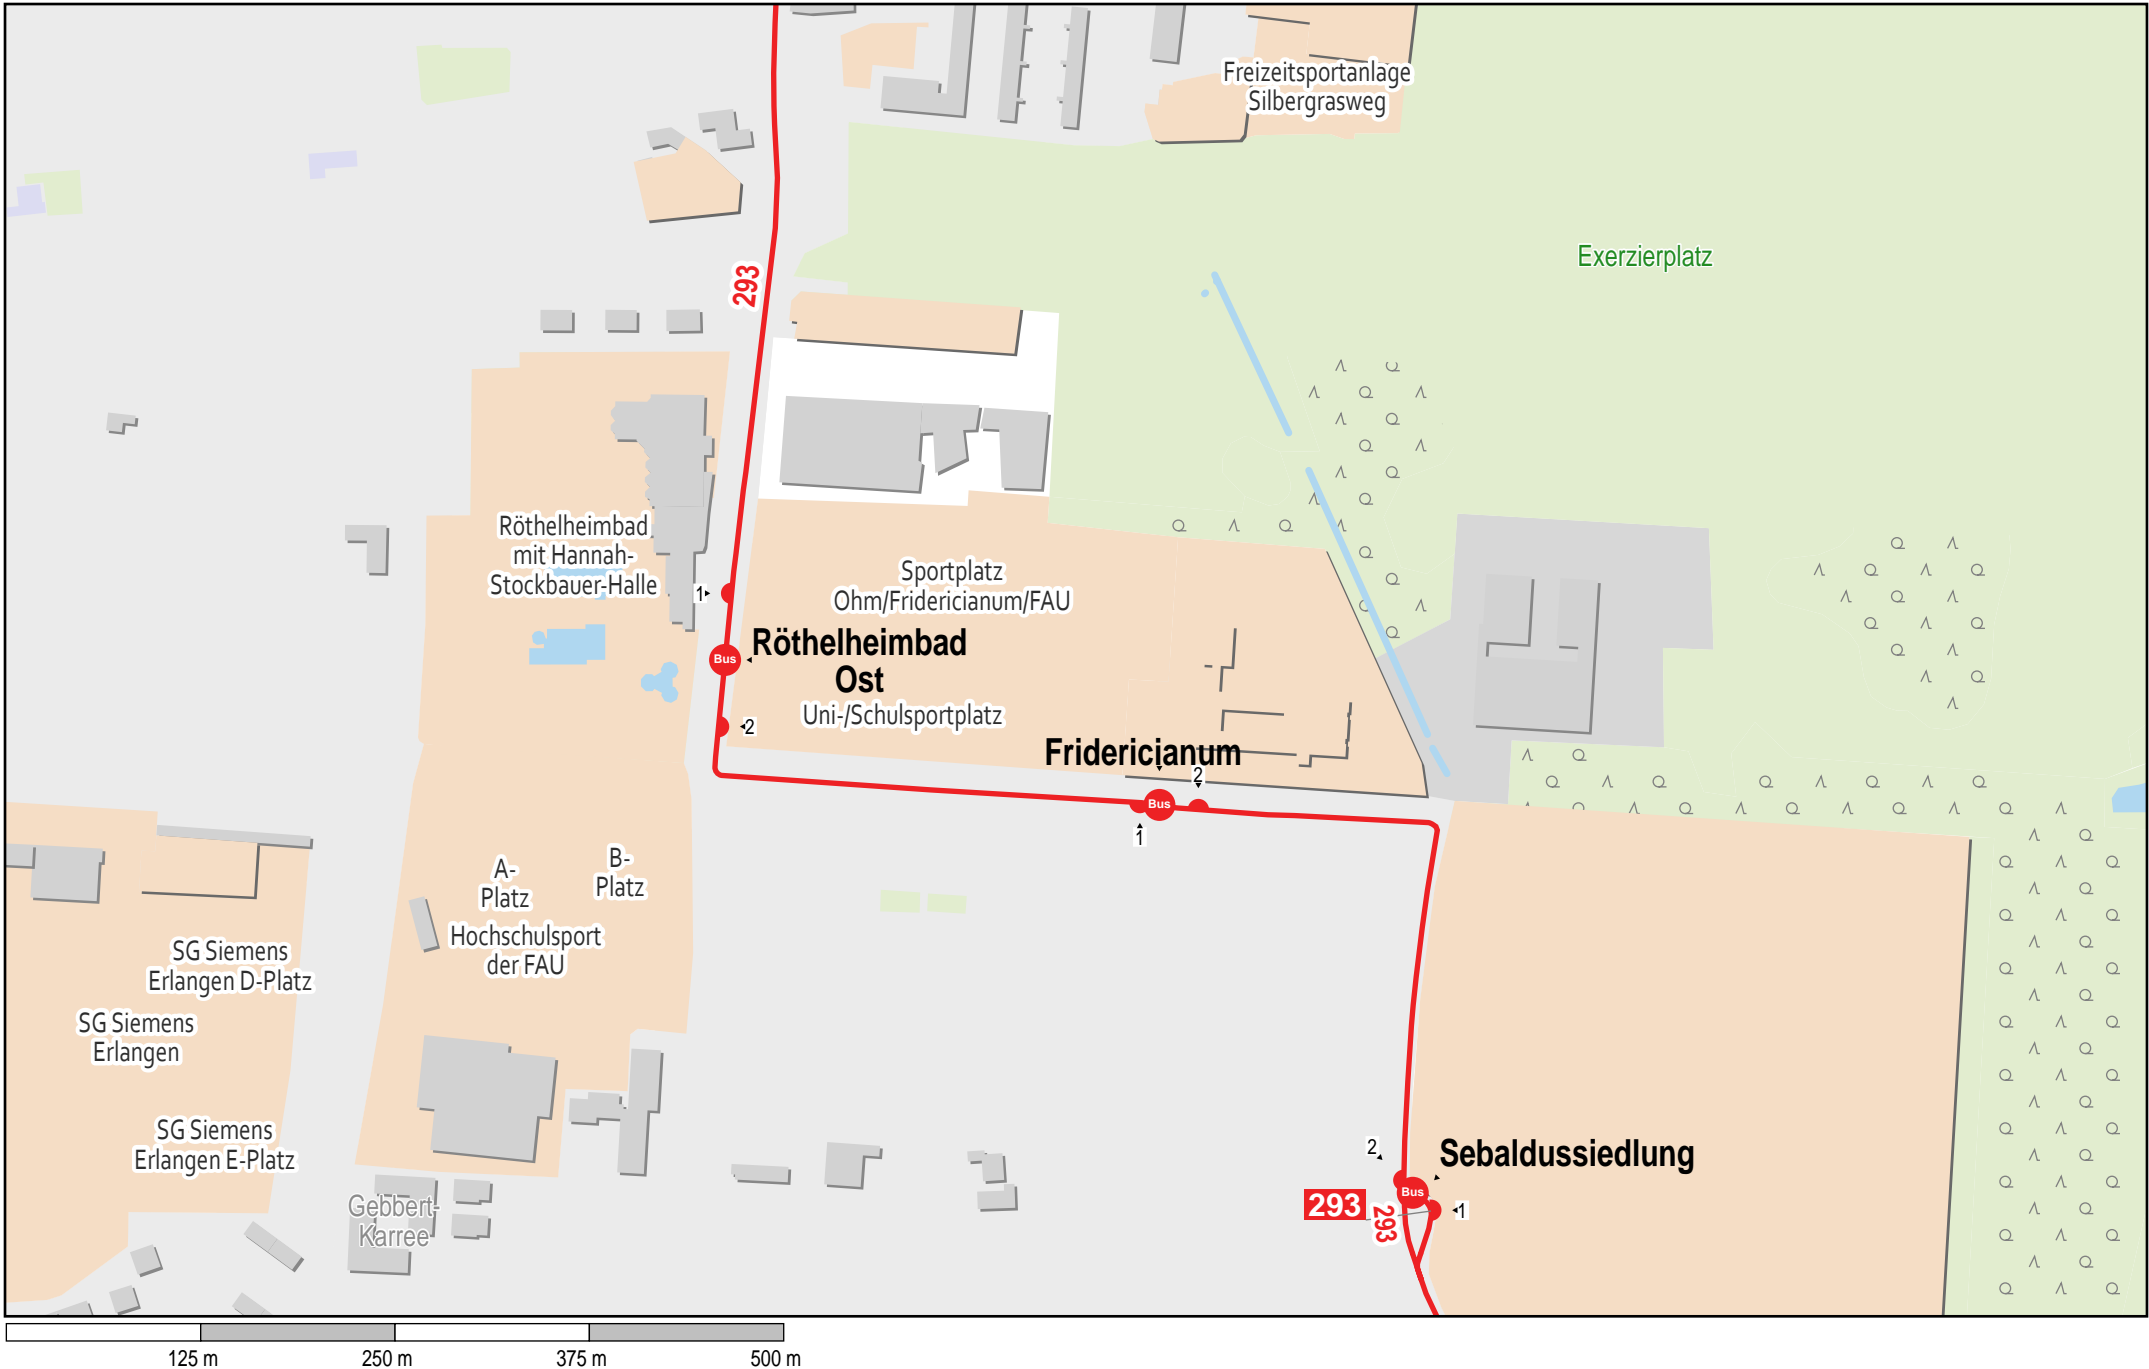 Freizeitsportanlage
Silbergrasweg
Exerzierplatz
293
Röthelheimbad
mit Hannah-
Stockbauer-Halle
1
Sportplatz
Ohm/Fridericianum/FAU
Bus
Röthelheimbad
Ost
2
Uni-/Schulsportplatz
Fridericianum
2
Bus
1
A-
Platz
B-
Platz
Hochschulsport
der FAU
SG Siemens
Erlangen D-Platz
SG Siemens
Erlangen
SG Siemens
Erlangen E-Platz
Gebbert-
Karree
2
Sebaldussiedlung
Bus
293
293
1
125 m
250 m
375 m
500 m